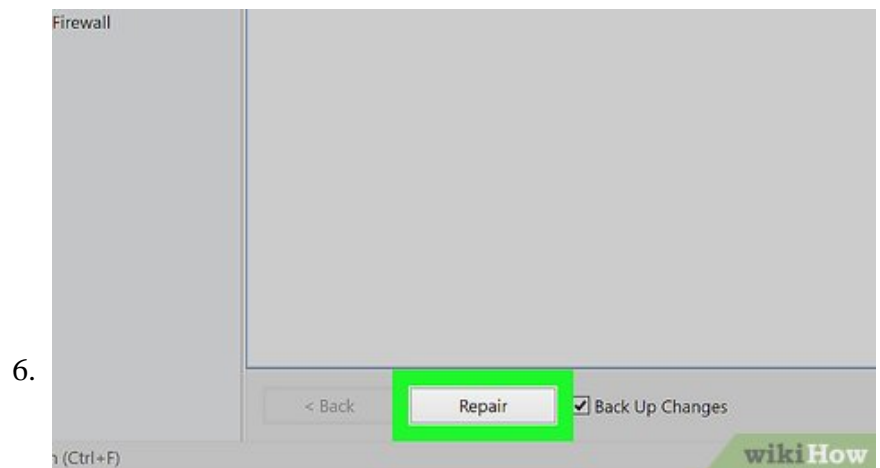 Firewall
6.
< Back
Repair
Back Up Changes
(Ctrl+F)
wikiHow